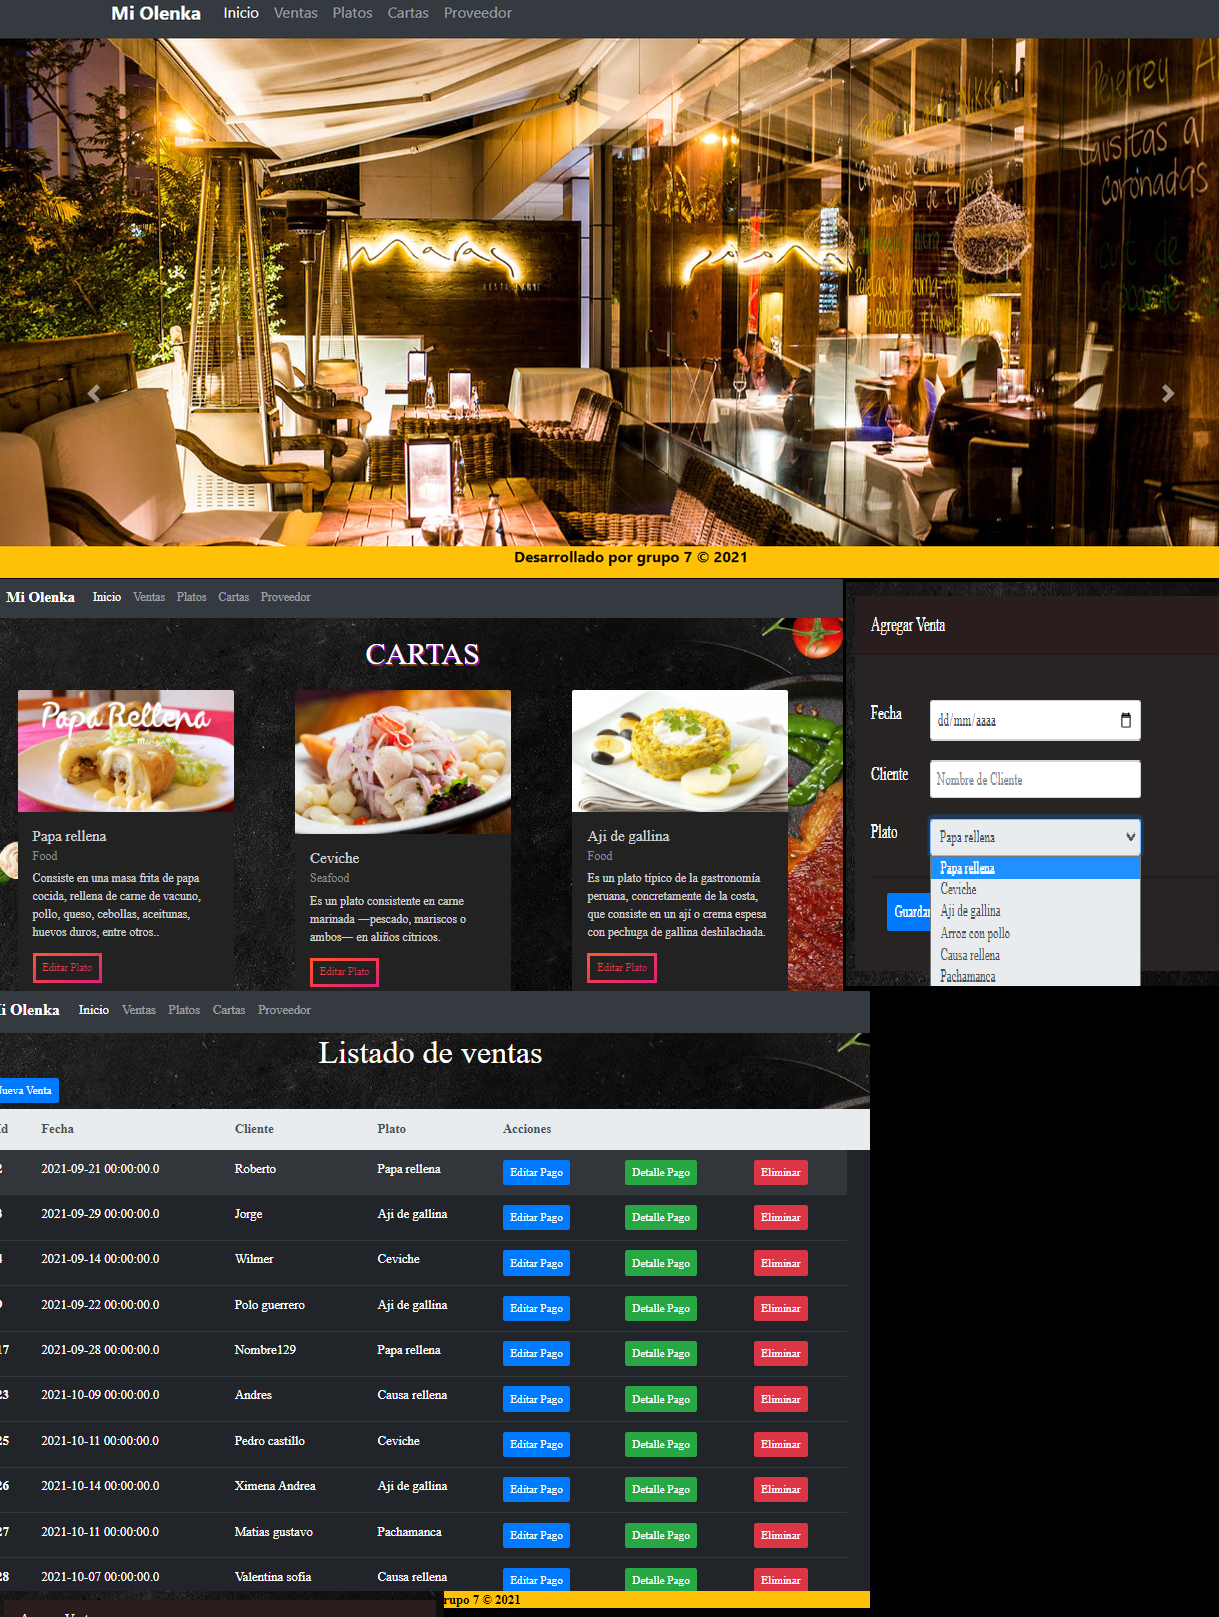 Mi Olenka Inicio Ventas Platos Cartas Proveedor
Pejerrey A
causitas al
coronadas
maras
RESTAURANTE
Desarrollado por grupo 7 © 2021
Mi Olenka Inicio Ventas Platos Cartas Proveedor
CARTAS
Papa Rellena
Papa rellena
Food
Consiste en una masa frita de papa
cocida, rellena de carne de vacuno,
pollo, queso, cebollas, aceitunas,
huevos duros, entre otros..
Editar Plato
Ceviche
Seafood
Es un plato consistente en carne
marinada —pescado, mariscos o
ambos— en aliños cítricos.
Editar Plato
Aji de gallina
Food
Es un plato típico de la gastronomía
peruana, concretamente de la costa,
que consiste en un ají o crema espesa
con pechuga de gallina deshilachada.
Editar Plato
Agregar Venta
Fecha dd/mm/aaaa
Cliente Nombre de Cliente
Plato Papa rellena
Papa rellena
Ceviche
Aji de gallina
Arroz con pollo
Causa rellena
Pachamanca
Guardar
i Olenka Inicio Ventas Platos Cartas Proveedor
Listado de ventas
ueva Venta
Id Fecha Cliente Plato Acciones
2 2021-09-21 00:00:00.0 Roberto Papa rellena Editar Pago Detalle Pago Eliminar
3 2021-09-29 00:00:00.0 Jorge Aji de gallina Editar Pago Detalle Pago Eliminar
4 2021-09-14 00:00:00.0 Wilmer Ceviche Editar Pago Detalle Pago Eliminar
9 2021-09-22 00:00:00.0 Polo guerrero Aji de gallina Editar Pago Detalle Pago Eliminar
17 2021-09-28 00:00:00.0 Nombre129 Papa rellena Editar Pago Detalle Pago Eliminar
23 2021-10-09 00:00:00.0 Andres Causa rellena Editar Pago Detalle Pago Eliminar
25 2021-10-11 00:00:00.0 Pedro castillo Ceviche Editar Pago Detalle Pago Eliminar
26 2021-10-14 00:00:00.0 Ximena Andrea Aji de gallina Editar Pago Detalle Pago Eliminar
27 2021-10-11 00:00:00.0 Matias gustavo Pachamanca Editar Pago Detalle Pago Eliminar
28 2021-10-07 00:00:00.0 Valentina sofía Causa rellena Editar Pago Detalle Pago Eliminar
rupo 7 © 2021